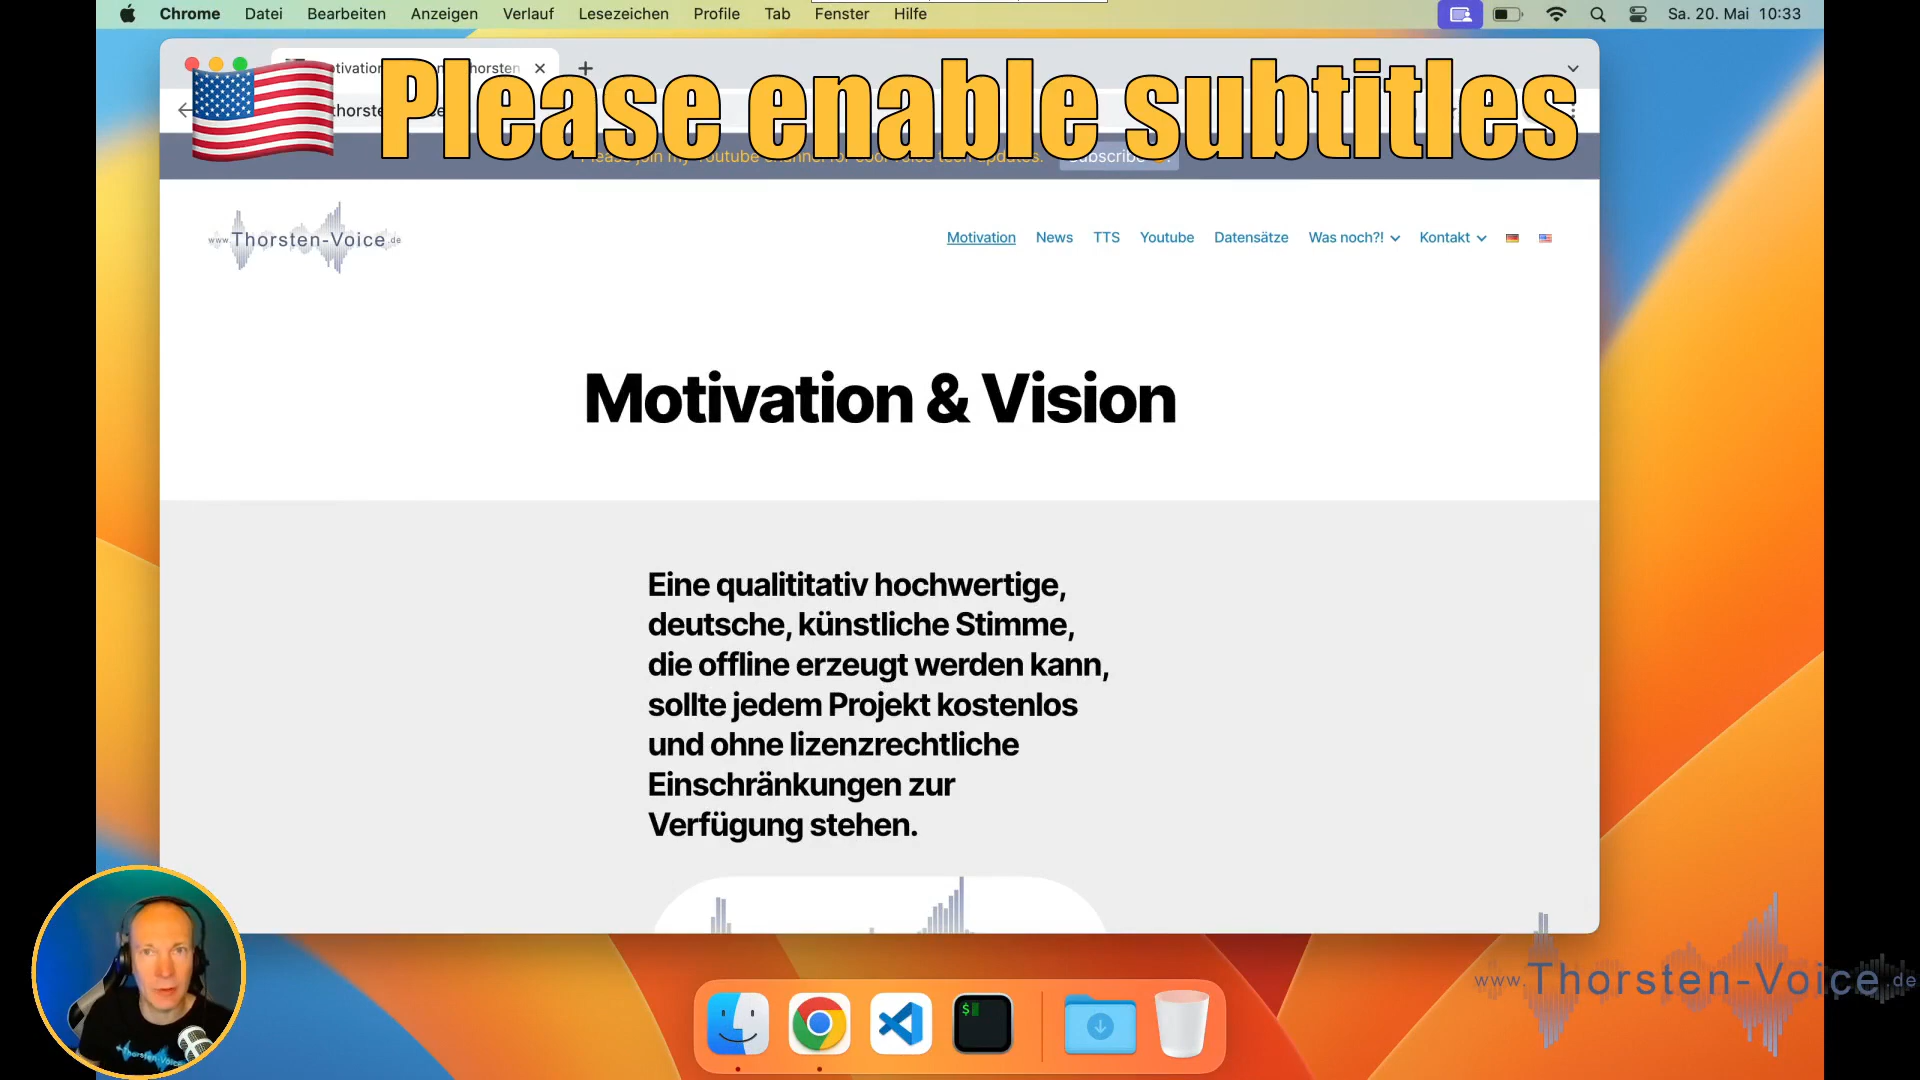 Chrome Datei Bearbeiten Anzeigen Verlauf Lesezeichen Profile Tab Fenster Hilfe
Sa. 20. Mai 10:33
Please enable subtitles
www.Thorsten-Voice.de
Motivation News TTS Youtube Datensätze Was noch?! Kontakt
Motivation & Vision
Eine qualititativ hochwertige,
deutsche, künstliche Stimme,
die offline erzeugt werden kann,
sollte jedem Projekt kostenlos
und ohne lizenzrechtliche
Einschränkungen zur
Verfügung stehen.
$
www.Thorsten-Voice.de